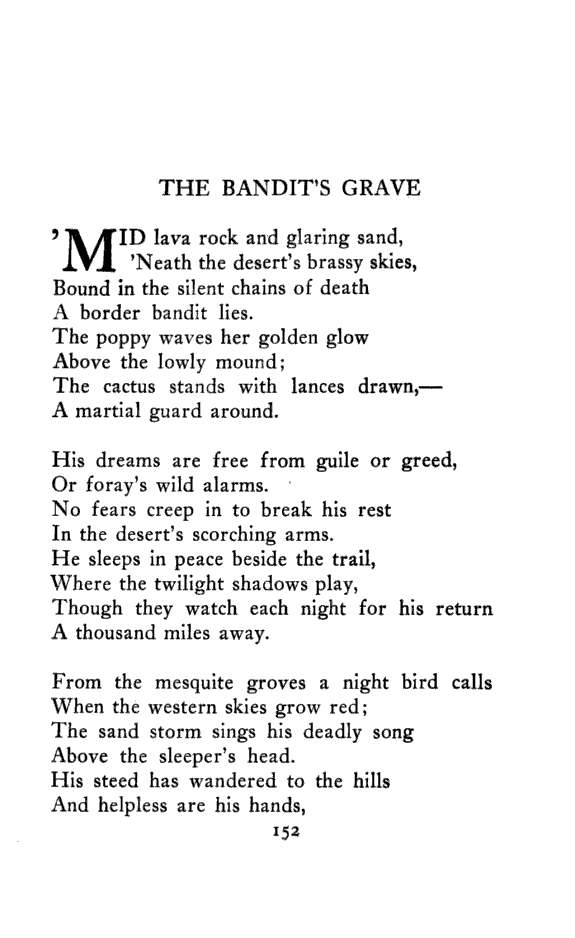 THE BANDIT'S GRAVE
'MID lava rock and glaring sand,
'Neath the desert's brassy skies,
Bound in the silent chains of death
A border bandit lies.
The poppy waves her golden glow
Above the lowly mound;
The cactus stands with lances drawn,—
A martial guard around.
His dreams are free from guile or greed,
Or foray's wild alarms.
No fears creep in to break his rest
In the desert's scorching arms.
He sleeps in peace beside the trail,
Where the twilight shadows play,
Though they watch each night for his return
A thousand miles away.
From the mesquite groves a night bird calls
When the western skies grow red;
The sand storm sings his deadly song
Above the sleeper's head.
His steed has wandered to the hills
And helpless are his hands,
152